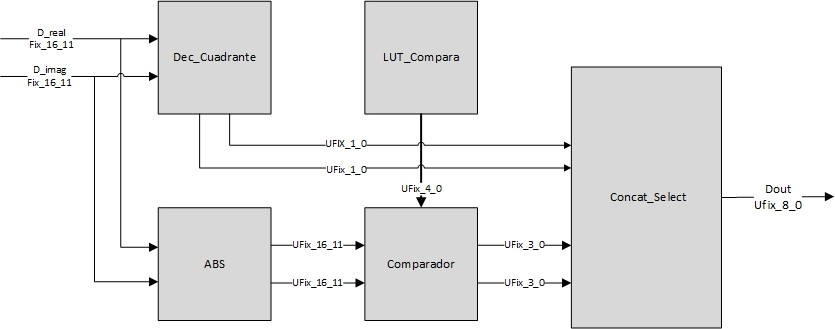 D_real
Fix_16_11
D_imag
Fix_16_11
Dec_Cuadrante
LUT_Compara
UFIX_1_0
UFix_1_0
UFix_4_0
Concat_Select
Dout
Ufix_8_0
ABS
UFix_16_11
UFix_16_11
Comparador
UFix_3_0
UFix_3_0